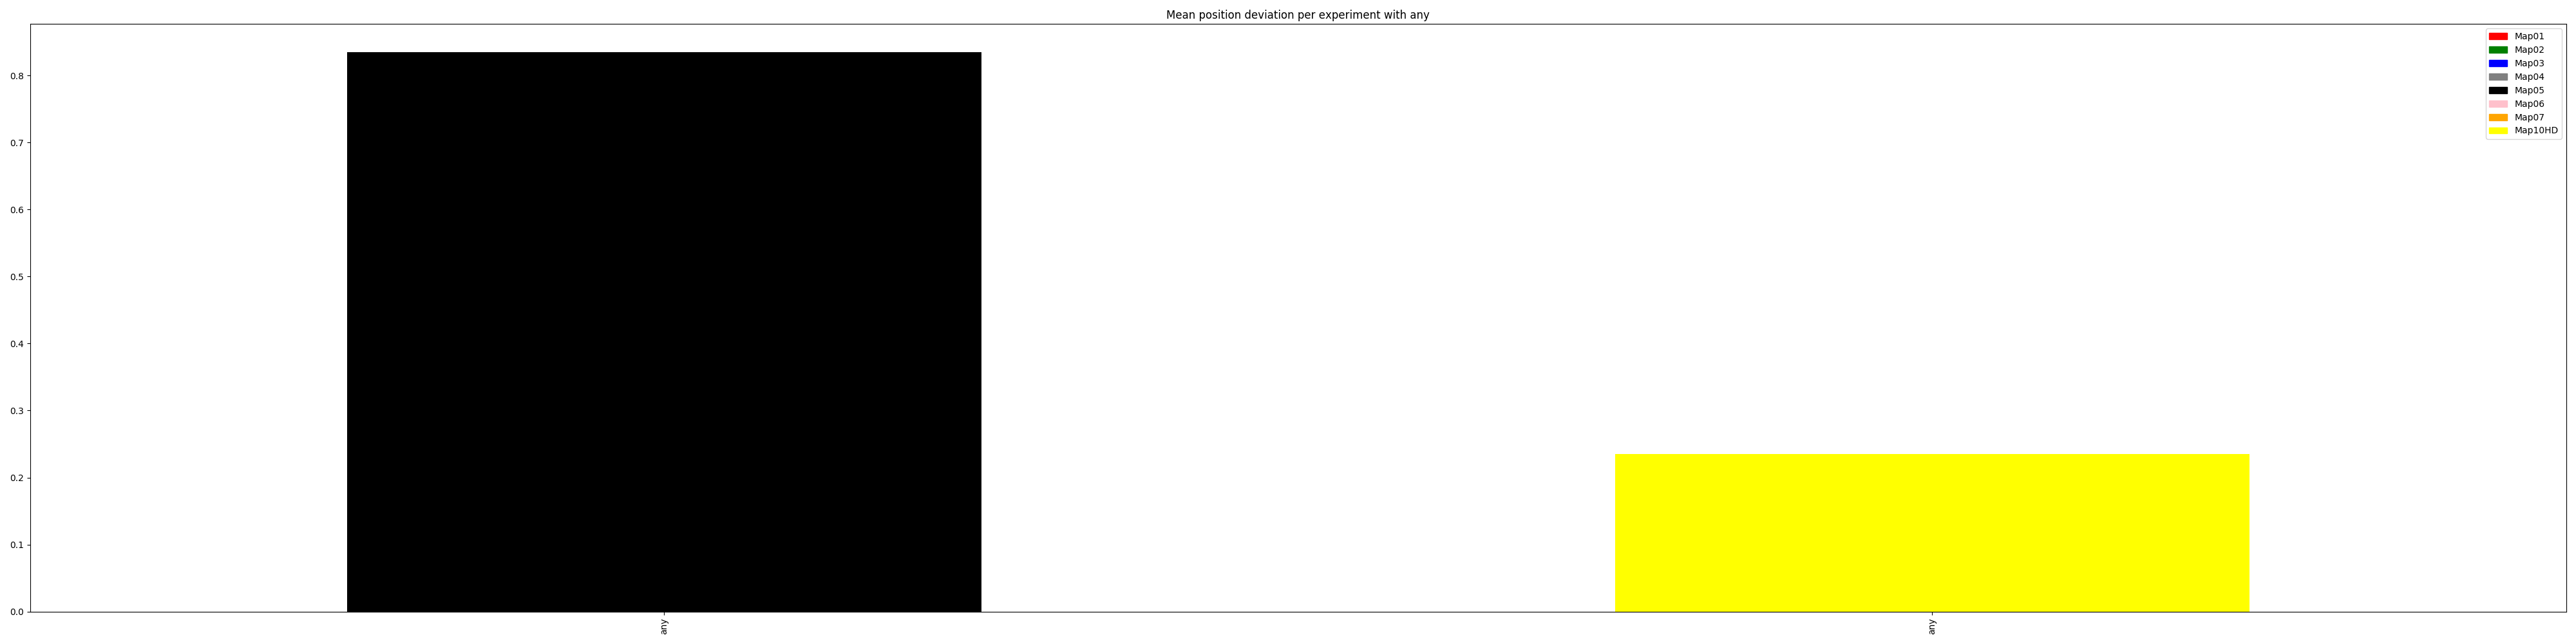 Mean position deviation per experiment with any
0.8
0.7
0.6
0.5
0.4
0.3
0.2
0.1
0.0
Map01
Map02
Map03
Map04
Map05
Map06
Map07
Map10HD
any
any